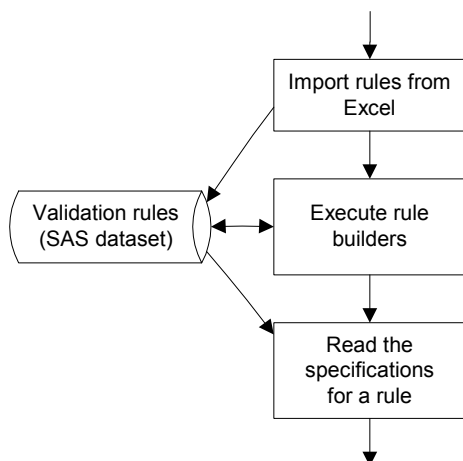 Import rules from
Excel
Validation rules
(SAS dataset)
Execute rule
builders
Read the
specifications
for a rule